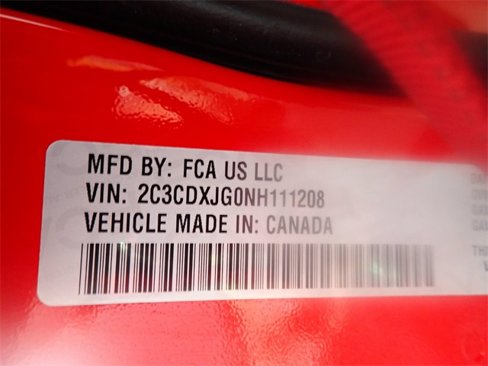 MFD BY: FCA US LLC
VIN: 2C3CDXJG0NH111208
VEHICLE MADE IN: CANADA